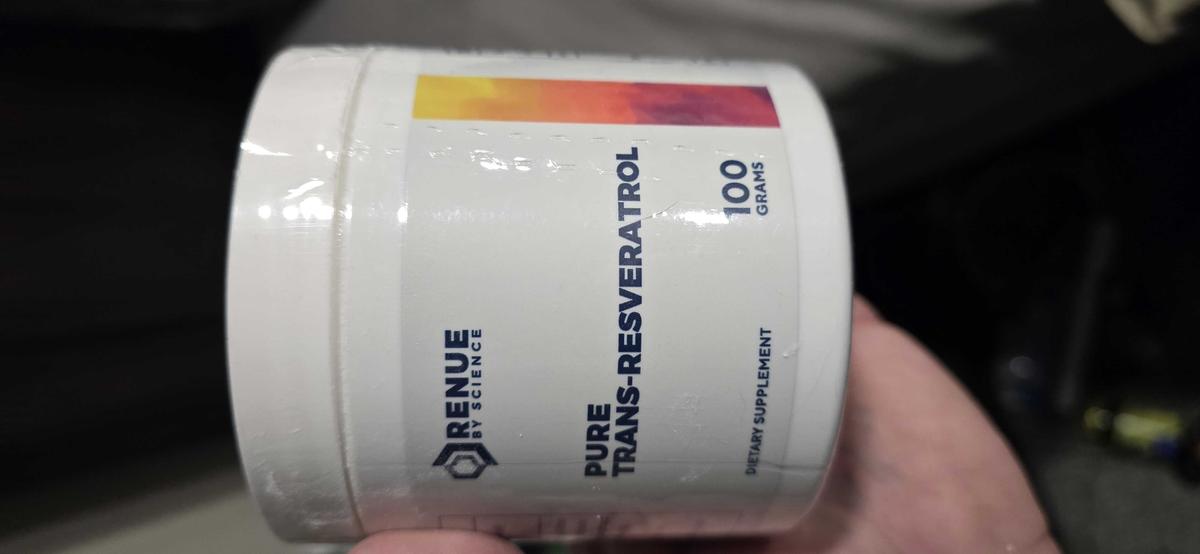 RENUE
BY SCIENCE
PURE
TRANS-RESVERATROL
DIETARY SUPPLEMENT
100
GRAMS